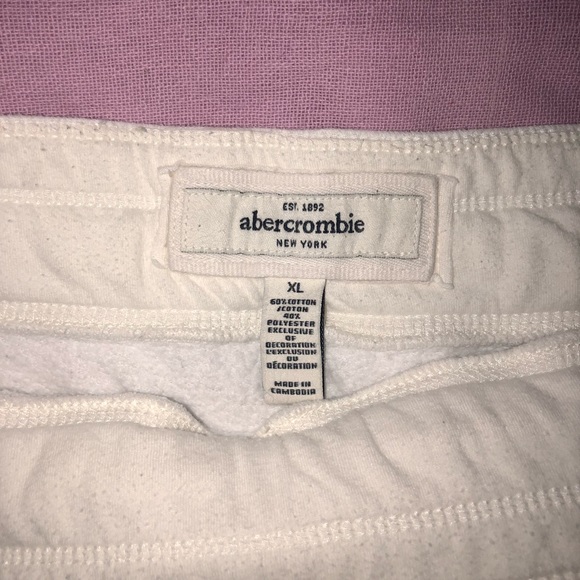 EST. 1892
abercrombie
NEW YORK
XL
60% COTTON
/COTON
40%
POLYESTER
EXCLUSIVE
OF
DECORATION
L'EXCLUSION
DU
DÉCORATION
MADE IN
CAMBODIA